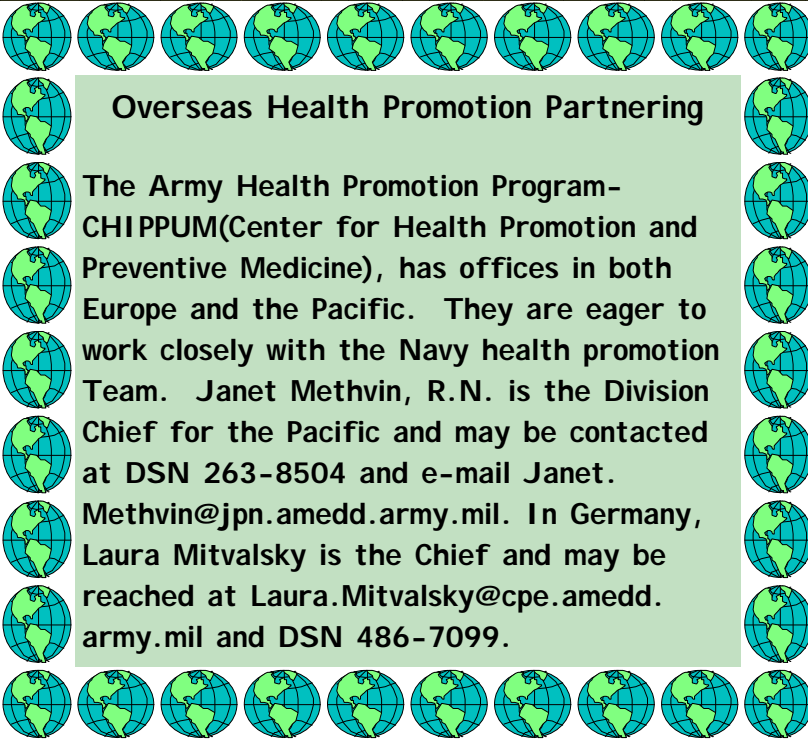 Overseas Health Promotion Partnering
The Army Health Promotion Program-
CHIPPUM(Center for Health Promotion and
Preventive Medicine), has offices in both
Europe and the Pacific. They are eager to
work closely with the Navy health promotion
Team. Janet Methvin, R.N. is the Division
Chief for the Pacific and may be contacted
at DSN 263-8504 and e-mail Janet.
Methvin@jpn.amedd.army.mil. In Germany,
Laura Mitvalsky is the Chief and may be
reached at Laura.Mitvalsky@cpe.amedd.
army.mil and DSN 486-7099.